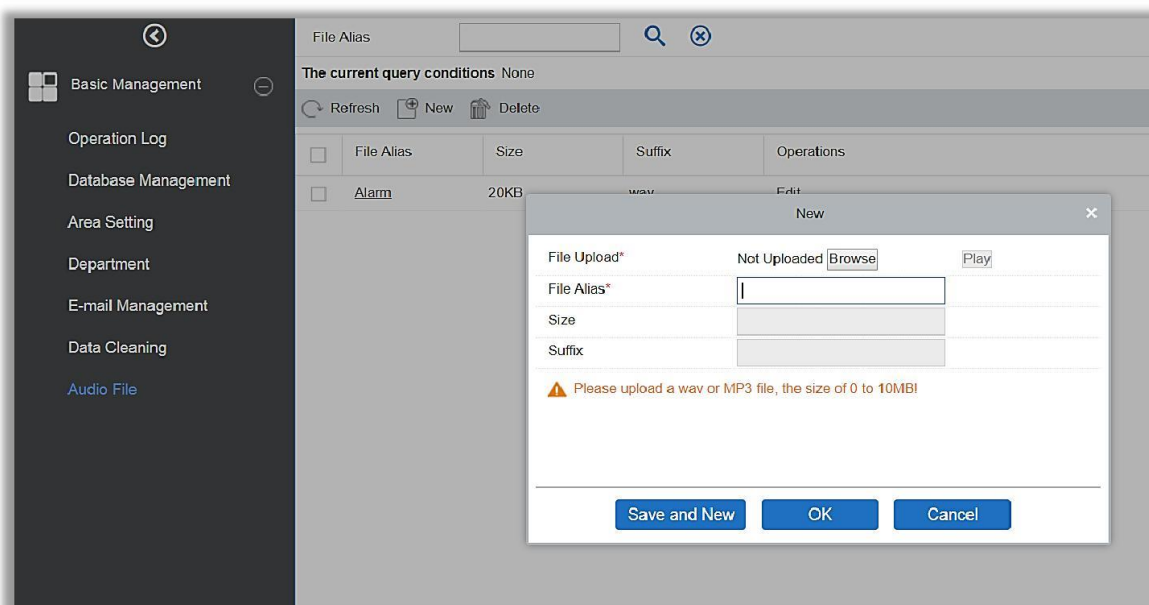 File Alias
The current query conditions None
Refresh New Delete
Basic Management
Operation Log
Database Management
Area Setting
Department
E-mail Management
Data Cleaning
Audio File
File Alias Size Suffix Operations
Alarm 20KB wav Edit
New
File Upload* Not Uploaded Browse Play
File Alias*
Size
Suffix
Please upload a wav or MP3 file, the size of 0 to 10MB!
Save and New OK Cancel